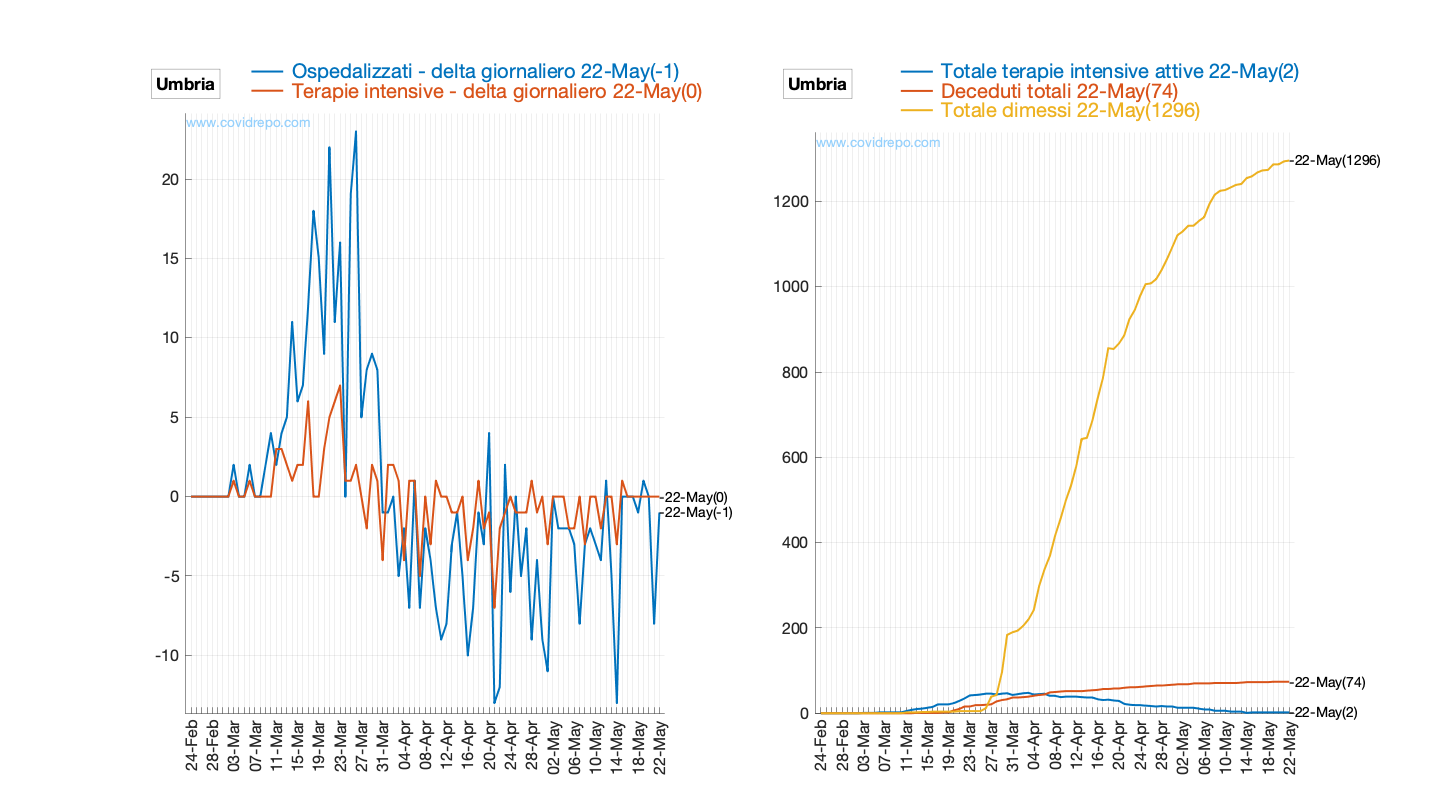 Umbria
Ospedalizzati - delta giornaliero 22-May(-1)
Terapie intensive - delta giornaliero 22-May(0)
www.covidrepo.com
20
15
10
5
0
-5
-10
22-May(0)
22-May(-1)
24-Feb
28-Feb
03-Mar
07-Mar
11-Mar
15-Mar
19-Mar
23-Mar
27-Mar
31-Mar
04-Apr
08-Apr
12-Apr
16-Apr
20-Apr
24-Apr
28-Apr
02-May
06-May
10-May
14-May
18-May
22-May
Umbria
Totale terapie intensive attive 22-May(2)
Deceduti totali 22-May(74)
Totale dimessi 22-May(1296)
www.covidrepo.com
1200
1000
800
600
400
200
0
22-May(1296)
22-May(74)
22-May(2)
24-Feb
28-Feb
03-Mar
07-Mar
11-Mar
15-Mar
19-Mar
23-Mar
27-Mar
31-Mar
04-Apr
08-Apr
12-Apr
16-Apr
20-Apr
24-Apr
28-Apr
02-May
06-May
10-May
14-May
18-May
22-May